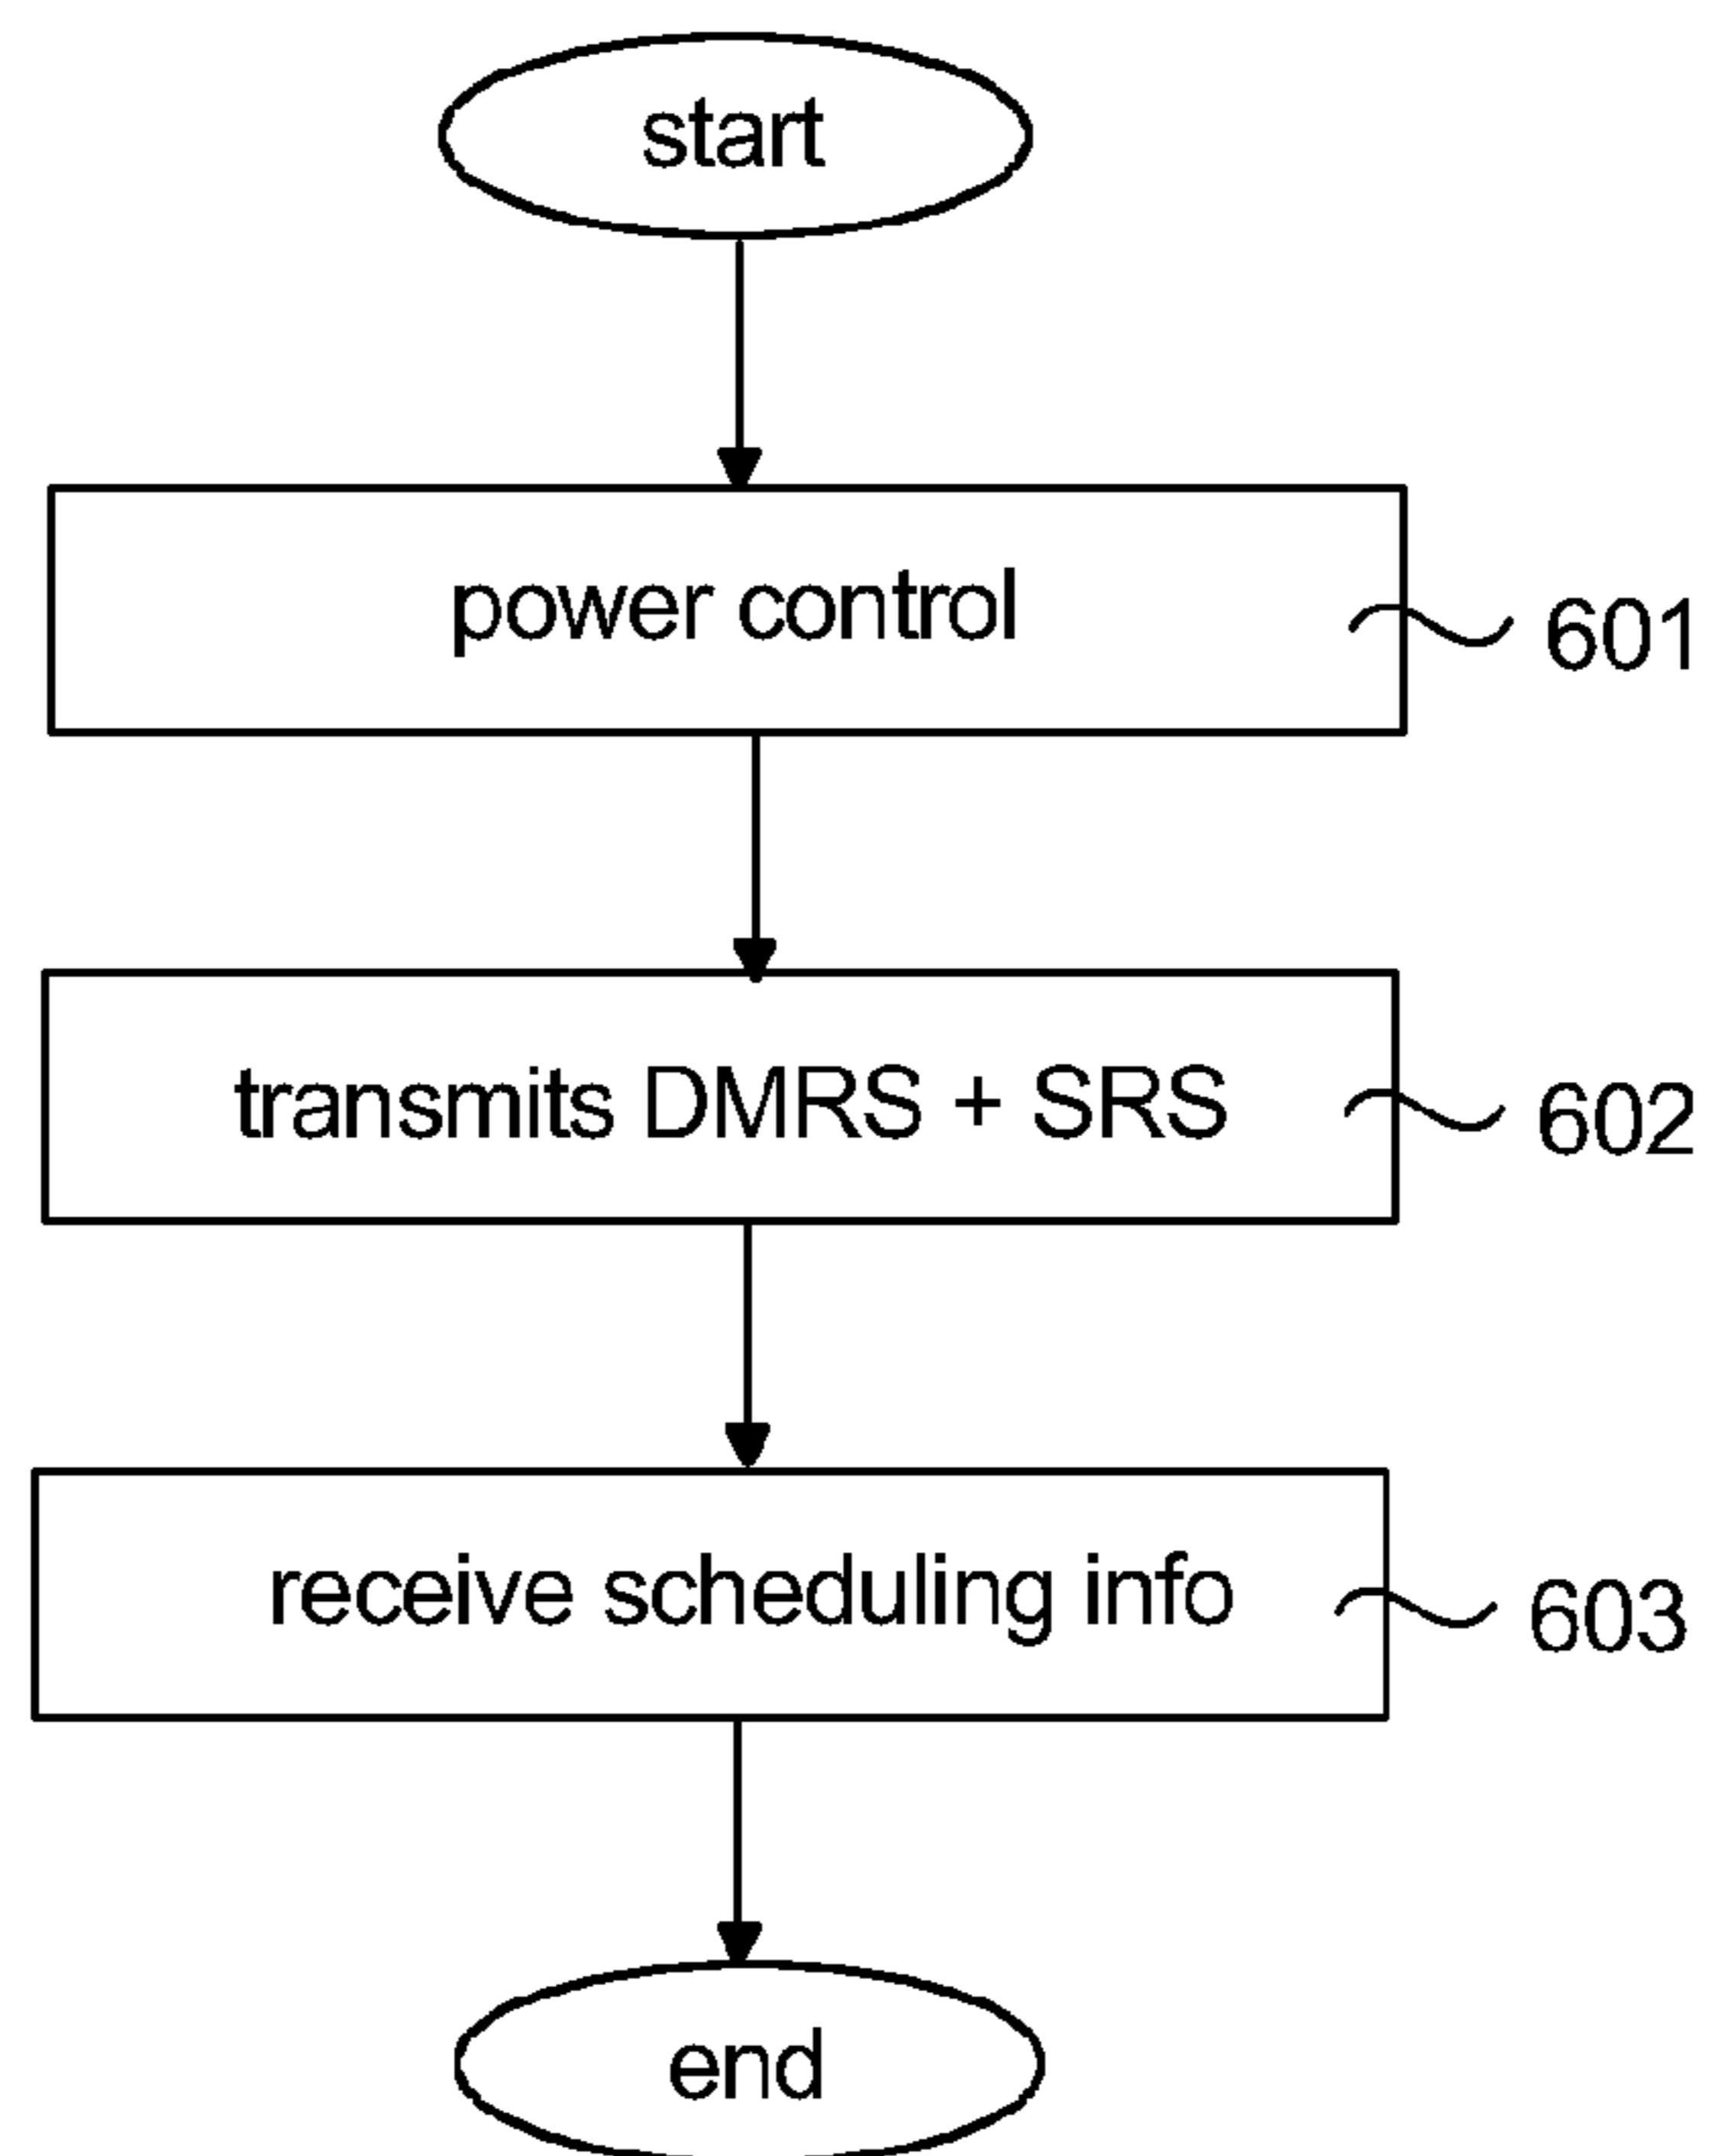 start
power control
601
transmits DMRS + SRS
602
receive scheduling info
603
end